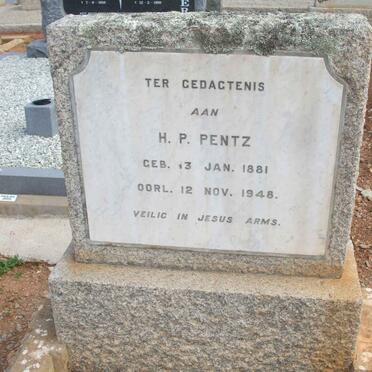 TER GEDACTENIS
AAN
H. P. PENTZ
GEB. 13 JAN. 1881
OORL. 12 NOV. 1948.
VEILIG IN JESUS ARMS.